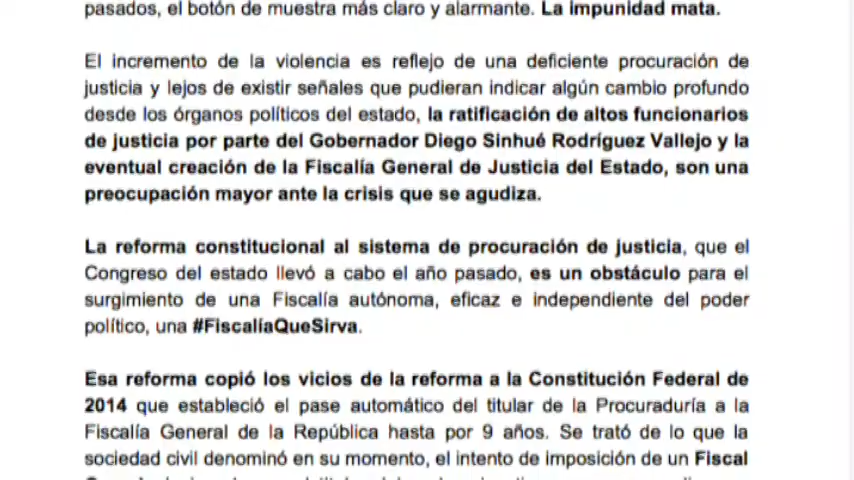 pasados, el botón de muestra más claro y alarmante. La impunidad mata.
El incremento de la violencia es reflejo de una deficiente procuración de
justicia y lejos de existir señales que pudieran indicar algún cambio profundo
desde los órganos políticos del estado, la ratificación de altos funcionarios
de justicia por parte del Gobernador Diego Sinhué Rodríguez Vallejo y la
eventual creación de la Fiscalía General de Justicia del Estado, son una
preocupación mayor ante la crisis que se agudiza.
La reforma constitucional al sistema de procuración de justicia, que el
Congreso del estado llevó a cabo el año pasado, es un obstáculo para el
surgimiento de una Fiscalía autónoma, eficaz e independiente del poder
político, una #FiscalíaQueSirva.
Esa reforma copió los vicios de la reforma a la Constitución Federal de
2014 que estableció el pase automático del titular de la Procuraduría a la
Fiscalía General de la República hasta por 9 años. Se trató de lo que la
sociedad civil denominó en su momento, el intento de imposición de un Fiscal